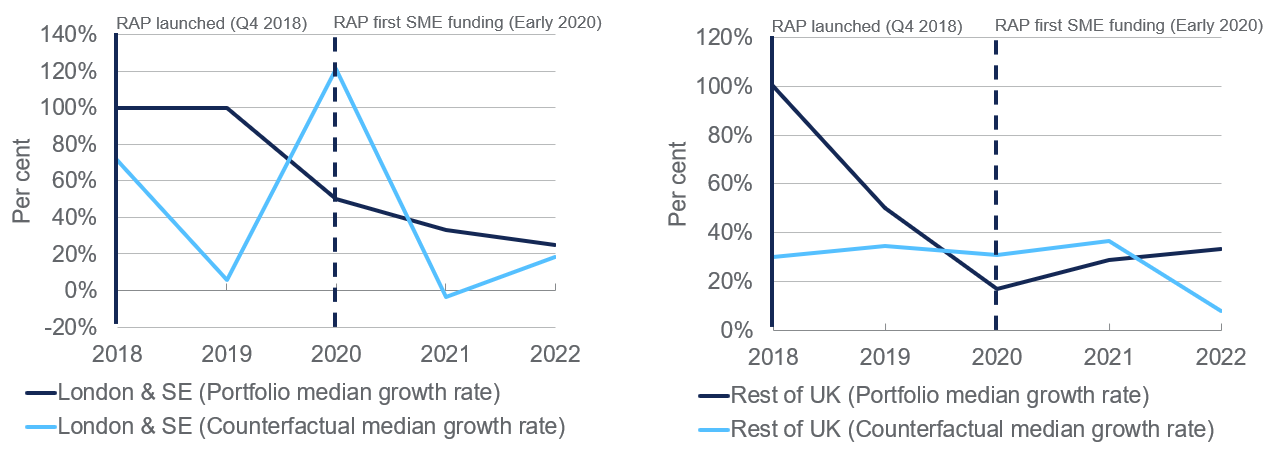 RAP launched (Q4 2018)
RAP first SME funding (Early 2020)
140%
120%
100%
80%
60%
40%
20%
0%
-20%
Per cent
2018
2019
2020
2021
2022
London & SE (Portfolio median growth rate)
London & SE (Counterfactual median growth rate)
RAP launched (Q4 2018)
RAP first SME funding (Early 2020)
120%
100%
80%
60%
40%
20%
0%
Per cent
2018
2019
2020
2021
2022
Rest of UK (Portfolio median growth rate)
Rest of UK (Counterfactual median growth rate)